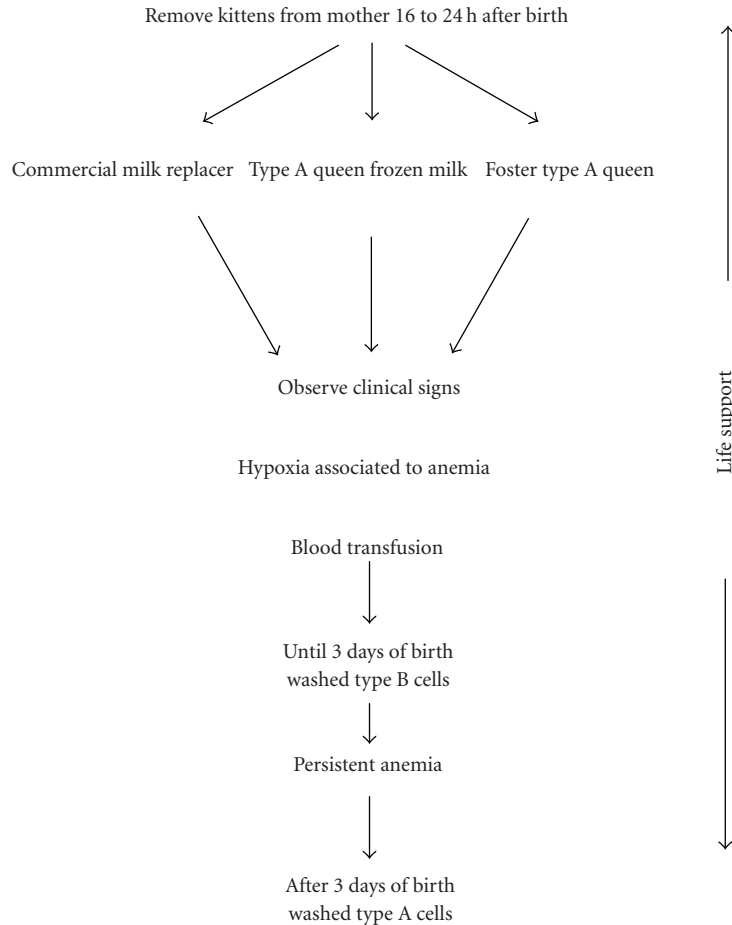 Remove kittens from mother 16 to 24 h after birth
Commercial milk replacer
Type A queen frozen milk
Foster type A queen
Observe clinical signs
Hypoxia associated to anemia
Blood transfusion
Until 3 days of birth
washed type B cells
Persistent anemia
After 3 days of birth
washed type A cells
Life support